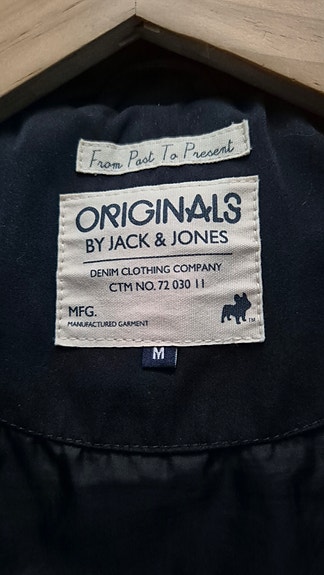 From Past To Present
ORIGINALS
BY JACK & JONES
DENIM CLOTHING COMPANY
CTM NO. 72 030 11
MFG.
MANUFACTURED GARMENT
TM
M